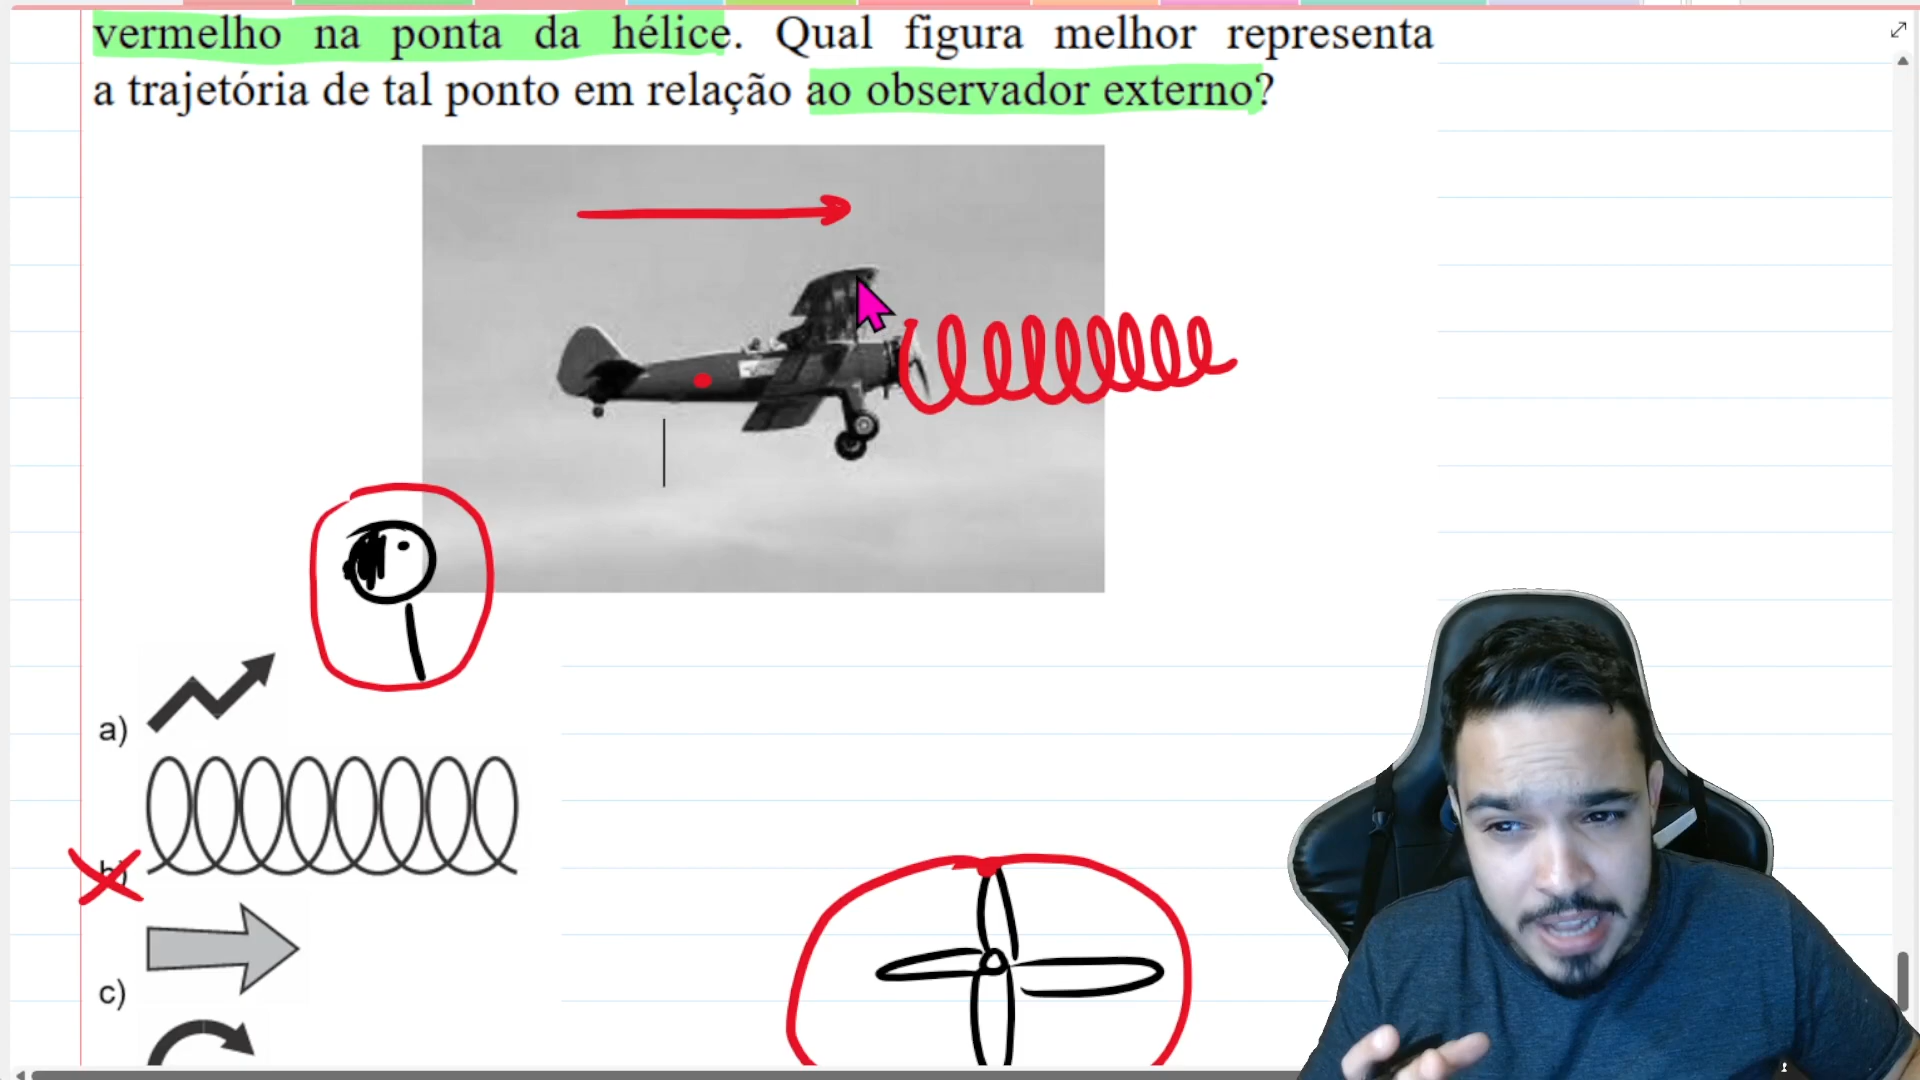 vermelho na ponta da hélice. Qual figura melhor representa
a trajetória de tal ponto em relação ao observador externo?
a)
b)
c)